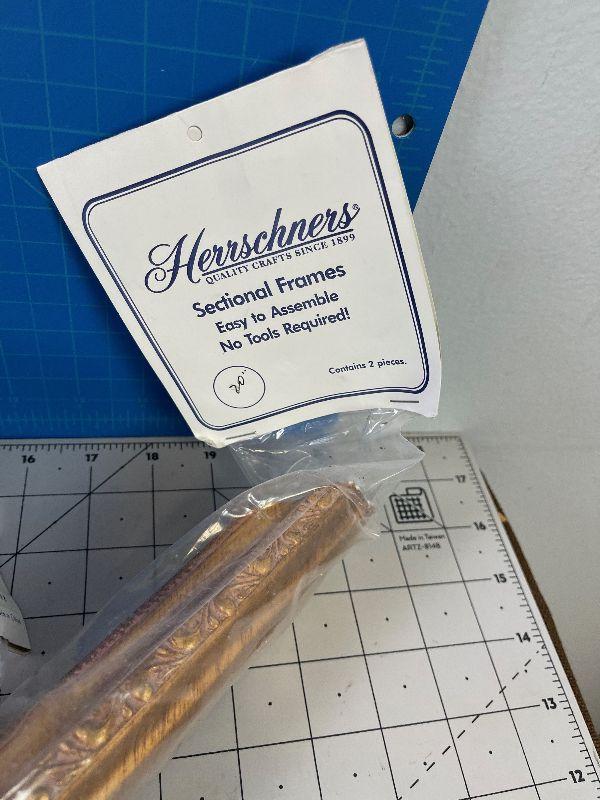 Herrschners®
QUALITY CRAFTS SINCE 1899
Sectional Frames
Easy to Assemble
No Tools Required!
20"
Contains 2 pieces.
16 17 18 19
17
16
Made in Taiwan
ARTZ-8148
15
14
13
12